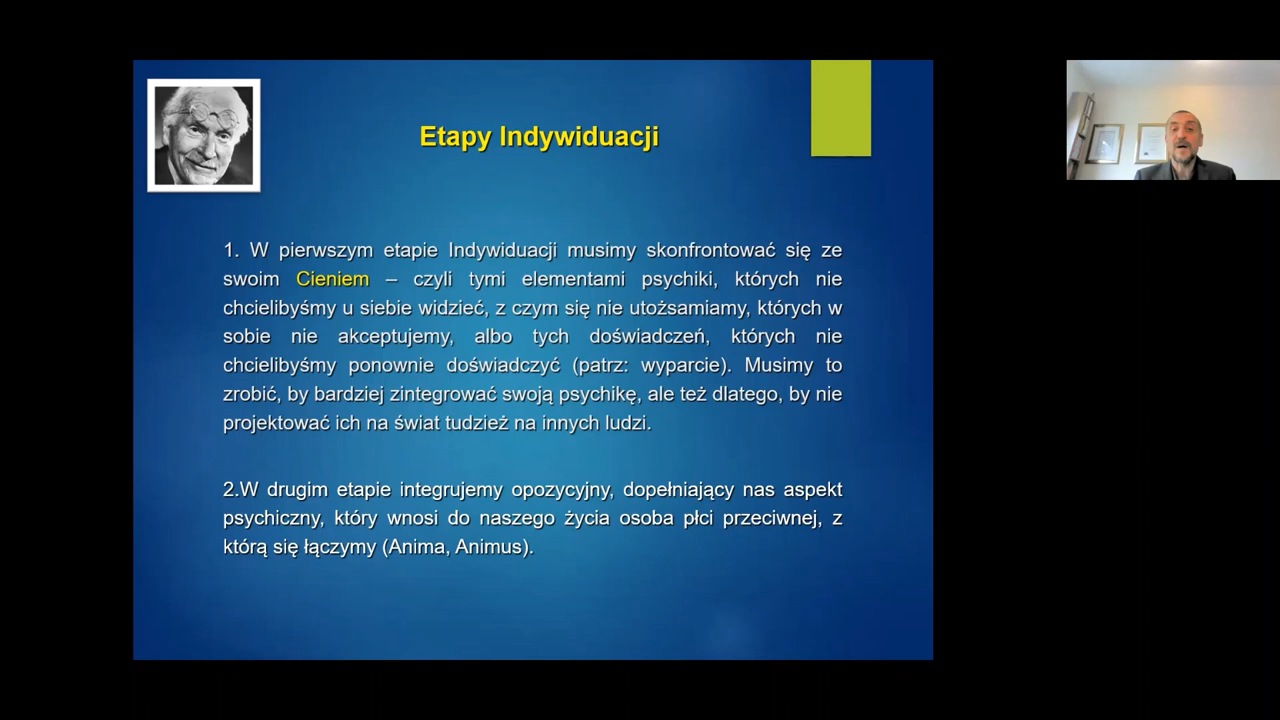 Etapy Indywiduacji
1. W pierwszym etapie Indywiduacji musimy skonfrontować się ze
swoim Cieniem – czyli tymi elementami psychiki, których nie
chcielibyśmy u siebie widzieć, z czym się nie utożsamiamy, których w
sobie nie akceptujemy, albo tych doświadczeń, których nie
chcielibyśmy ponownie doświadczyć (patrz: wyparcie). Musimy to
zrobić, by bardziej zintegrować swoją psychikę, ale też dlatego, by nie
projektować ich na świat tudzież na innych ludzi.
2.W drugim etapie integrujemy opozycyjny, dopełniający nas aspekt
psychiczny, który wnosi do naszego życia osoba płci przeciwnej, z
którą się łączymy (Anima, Animus).